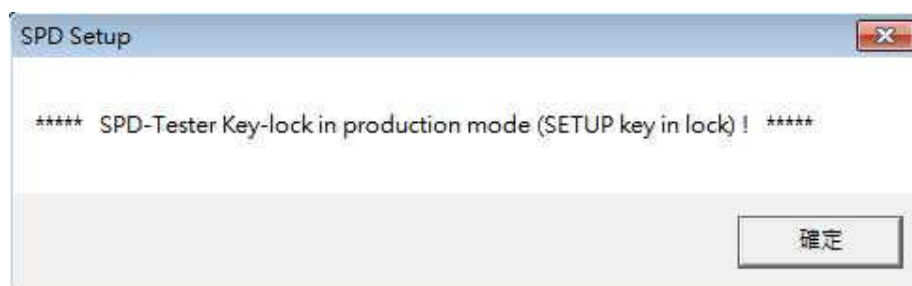 SPD Setup
***** SPD-Tester Key-lock in production mode (SETUP key in lock) ! *****
確定